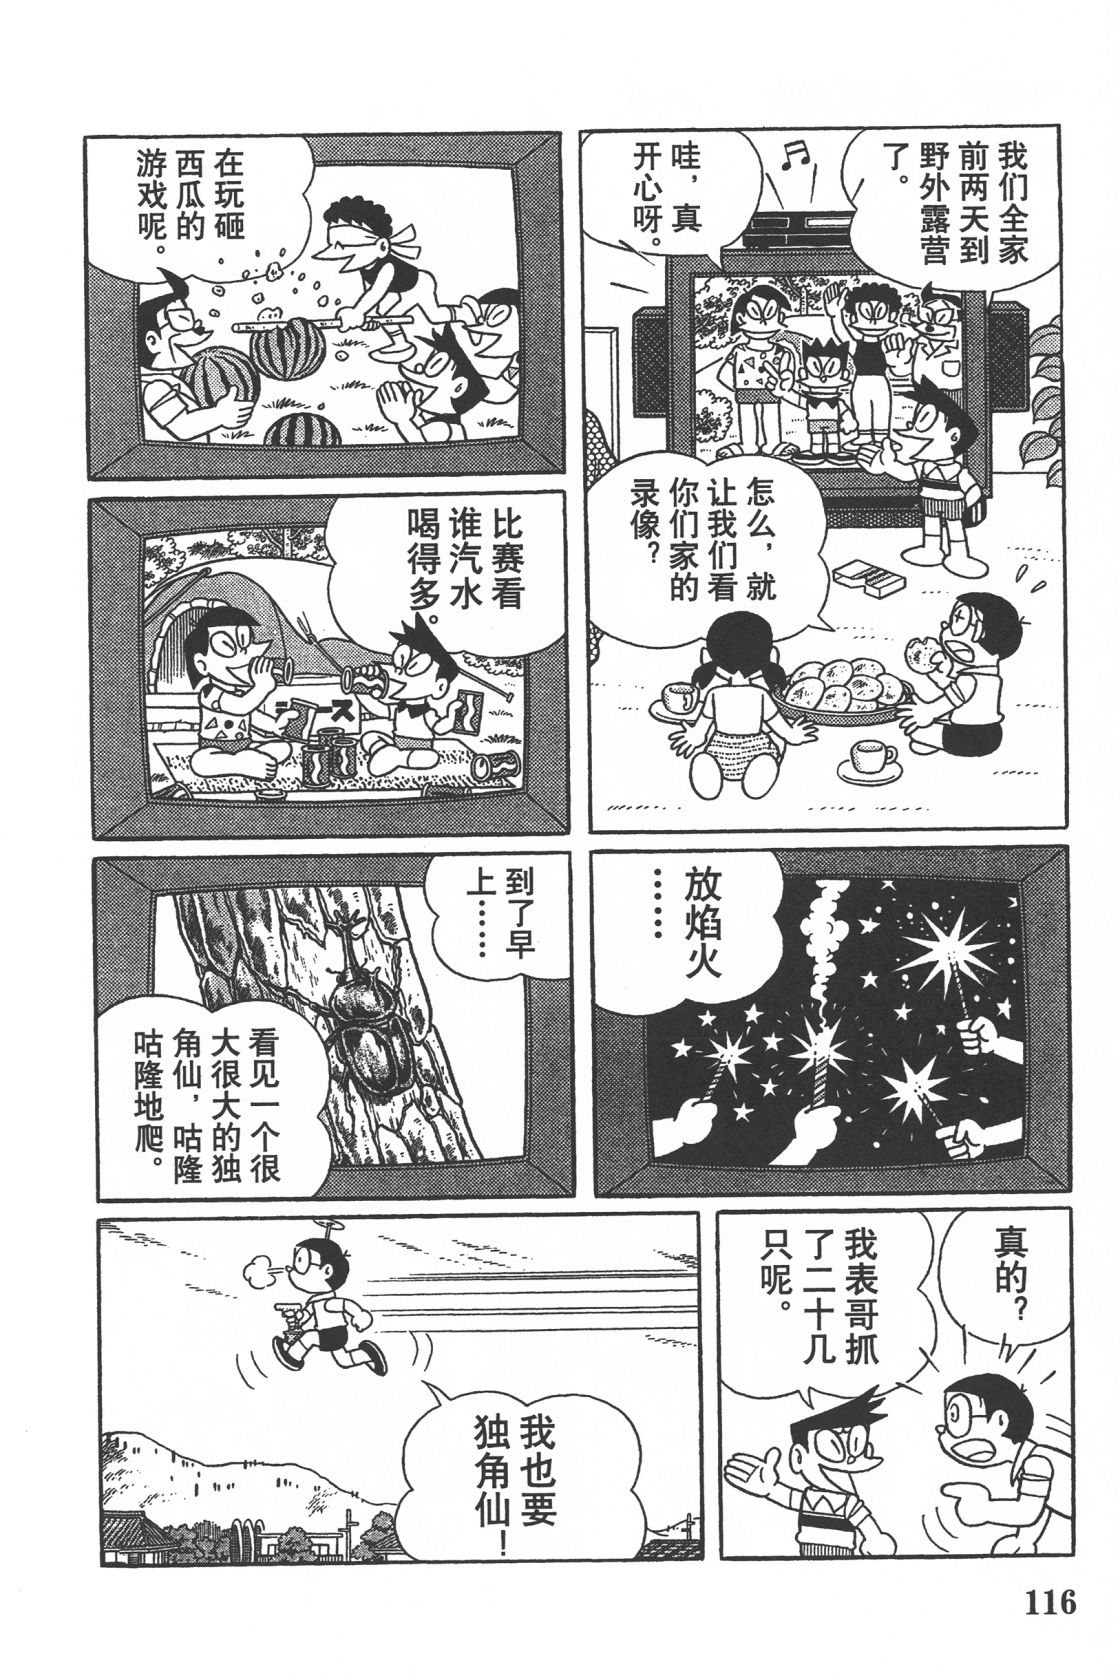 我们全家
前两天到
野外露营
了。
哇，真
开心呀。
怎么，就
让我们看
你们家的
录像？
在玩砸
西瓜的
游戏呢。
比赛看
谁汽水
喝得多。
ュース
放焰火
……
到了早
上……
看见一个很
大很大的独
角仙，咕隆
咕隆地爬。
真的？
我表哥抓
了二十几
只呢。
我也要
独角仙！
116